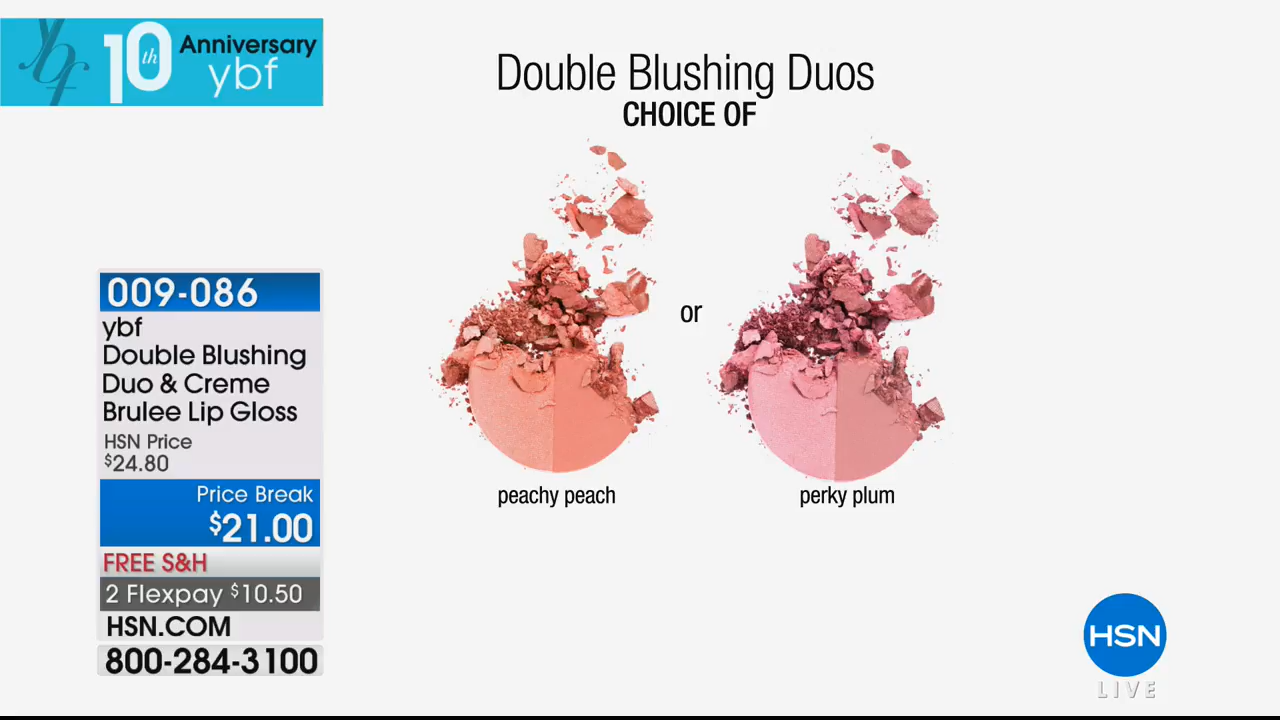 ybf
10th Anniversary
ybf
Double Blushing Duos
CHOICE OF
or
peachy peach
perky plum
009-086
ybf
Double Blushing
Duo & Creme
Brulee Lip Gloss
HSN Price
$24.80
Price Break
$21.00
FREE S&H
2 Flexpay $10.50
HSN.COM
800-284-3100
HSN
LIVE